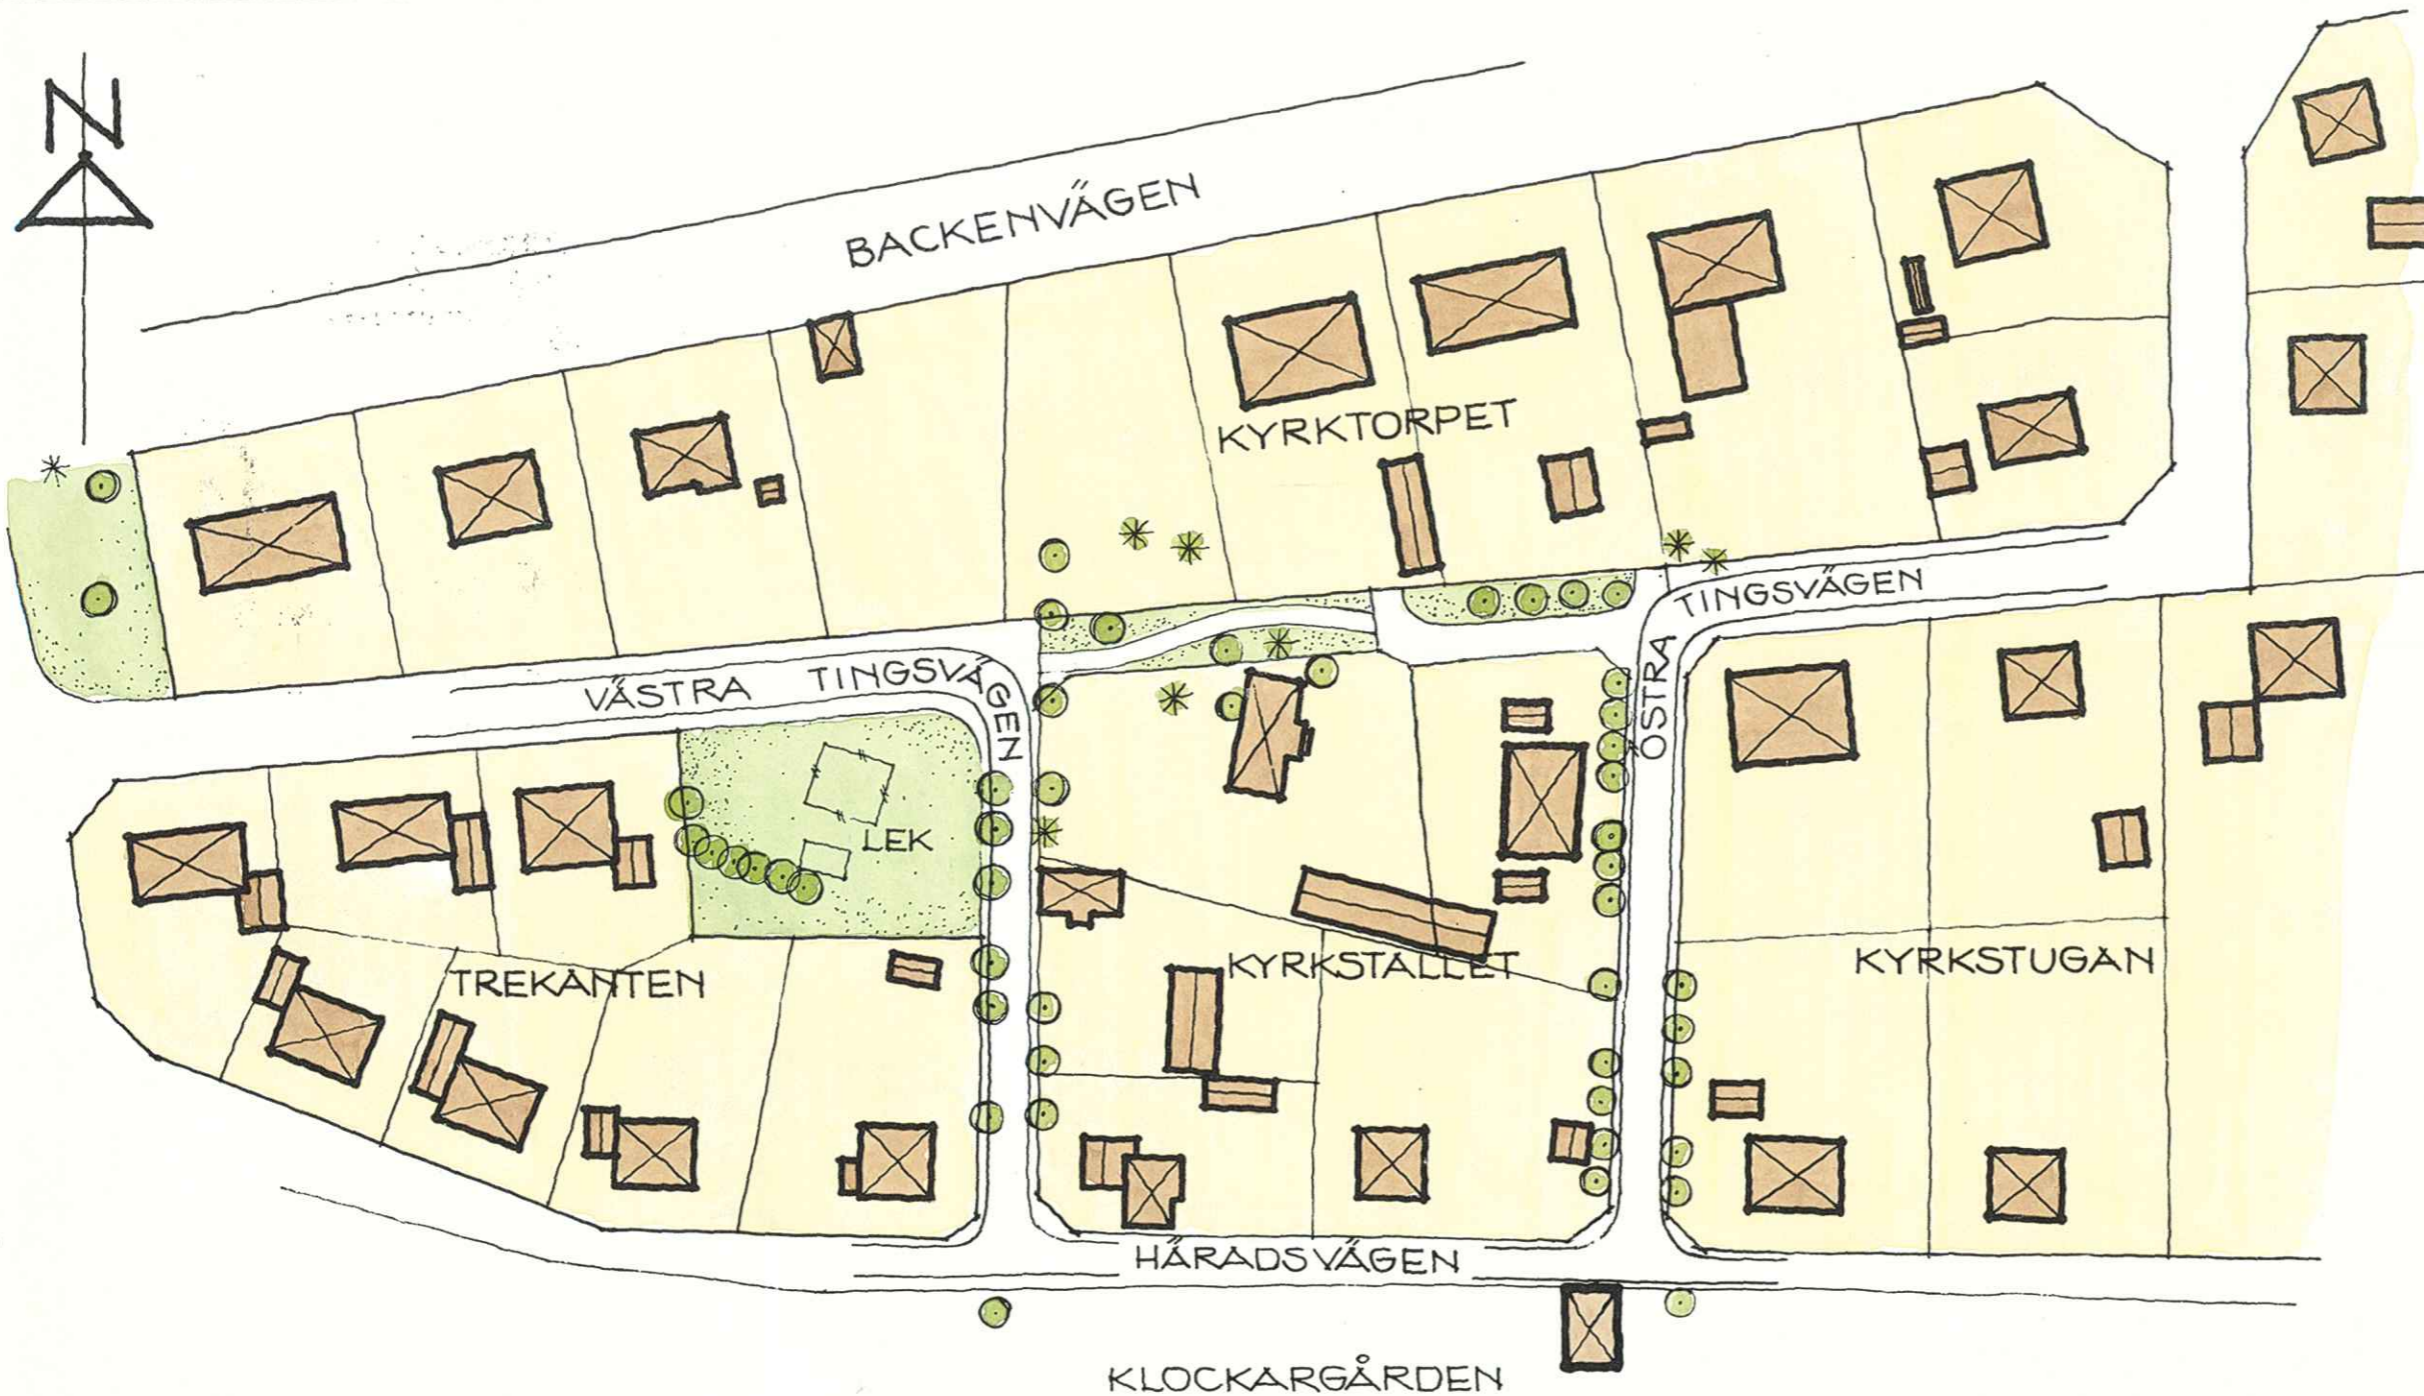 N
BACKENVÄGEN
KYRKTORPET
ÖSTRA TINGSVÄGEN
VÄSTRA TINGSVÄGEN
LEK
TREKANTEN
KYRKSTALLET
KYRKSTUGAN
HÄRADSVÄGEN
KLOCKARGÅRDEN